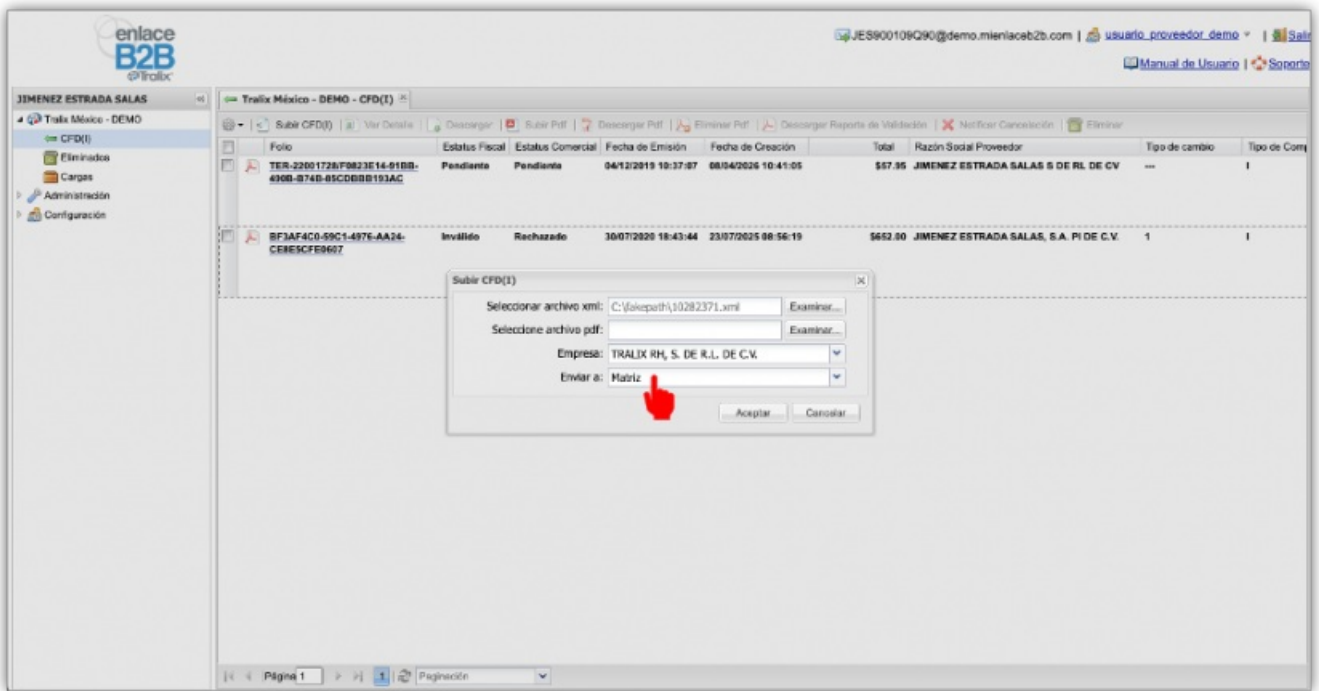 enlace
B2B
@Tralix
JES900109Q90@demo.mienlaceb2b.com | usuario_proveedor_demo | Salir
Manual de Usuario | Soporte
JIMENEZ ESTRADA SALAS
Tralix México - DEMO
CFD(I)
Eliminados
Cargas
Administración
Configuración
Tralix México - DEMO - CFD(I)
Subir CFD(I) | Ver Detalle | Descargar | Subir Pdf | Descargar Pdf | Eliminar Pdf | Descargar Reporte de Validación | Notificar Cancelación | Eliminar
Folio Estatus Fiscal Estatus Comercial Fecha de Emisión Fecha de Creación Total Razón Social Proveedor Tipo de cambio Tipo de Comp
TER-22001728/F0823E14-91BB-
490B-B74B-85CDBBB193AC
Pendiente Pendiente 04/12/2019 10:37:07 08/04/2026 10:41:05 $57.95 JIMENEZ ESTRADA SALAS S DE RL DE CV --- I
BF3AF4C0-59C1-4976-AA24-
CE8E5CFE0607
Inválido Rechazado 30/07/2020 18:43:44 23/07/2025 08:56:19 $652.00 JIMENEZ ESTRADA SALAS, S.A. PI DE C.V. 1 I
Subir CFD(I)
Seleccionar archivo xml: C:\fakepath\10282371.xml Examinar...
Seleccione archivo pdf: Examinar...
Empresa: TRALIX RH, S. DE R.L. DE C.V.
Enviar a: Matriz
Aceptar Cancelar
Página 1 1 Paginación